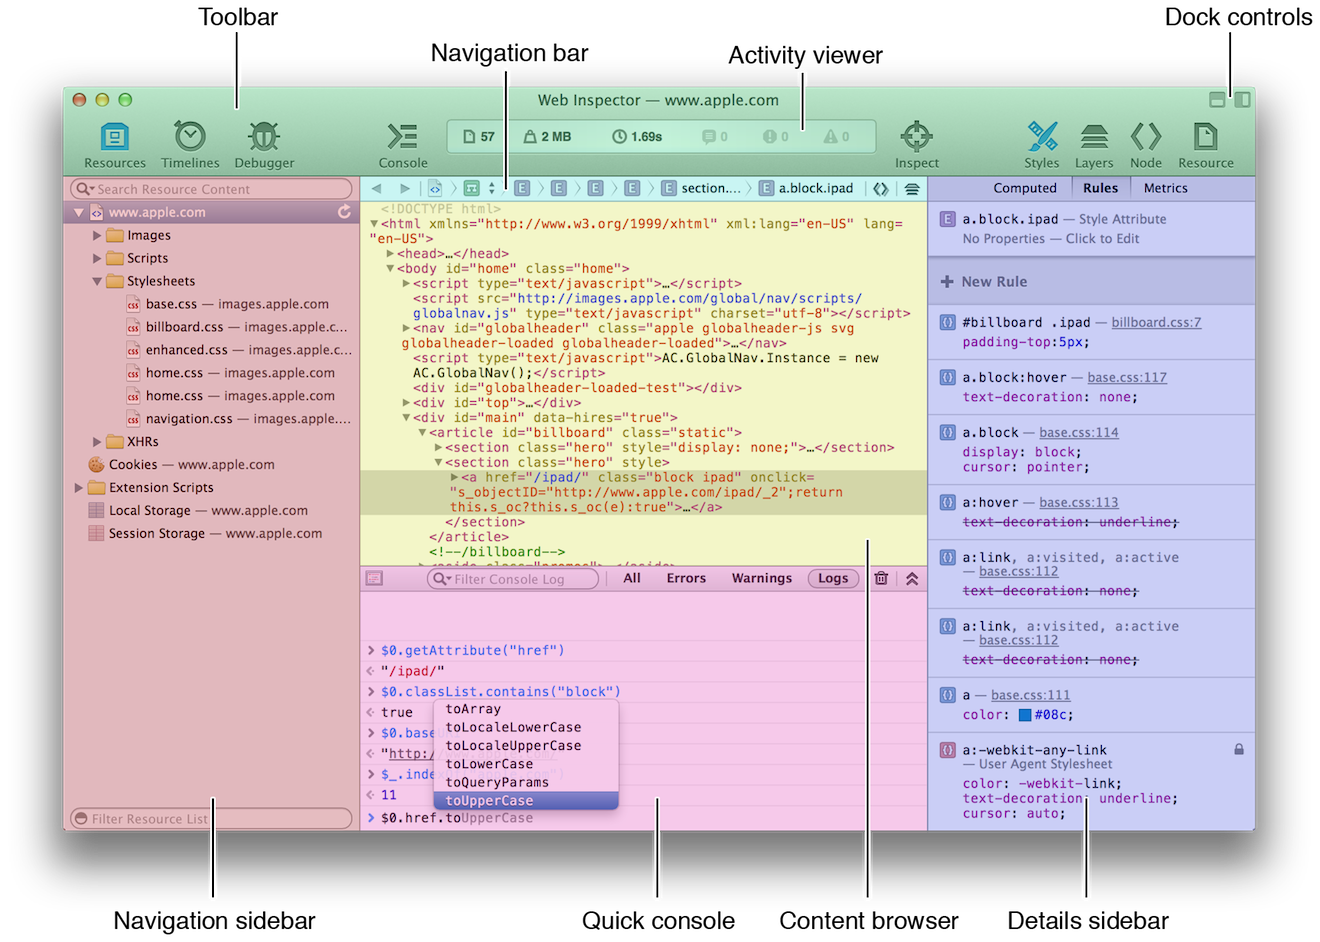 Toolbar
Navigation bar
Activity viewer
Dock controls
Web Inspector — www.apple.com
Resources
Timelines
Debugger
Console
57
2 MB
1.69s
0
0
0
Inspect
Styles
Layers
Node
Resource
Search Resource Content
www.apple.com
Images
Scripts
Stylesheets
base.css — images.apple.com
billboard.css — images.apple.c...
enhanced.css — images.apple.c...
home.css — images.apple.com
home.css — images.apple.com
navigation.css — images.apple....
XHRs
Cookies — www.apple.com
Extension Scripts
Local Storage — www.apple.com
Session Storage — www.apple.com
Filter Resource List
E
E
E
E
E section....
E a.block.ipad
<!DOCTYPE html>
<html xmlns="http://www.w3.org/1999/xhtml" xml:lang="en-US" lang=
"en-US">
<head>…</head>
<body id="home" class="home">
<script type="text/javascript">…</script>
<script src="http://images.apple.com/global/nav/scripts/
globalnav.js" type="text/javascript" charset="utf-8"></script>
<nav id="globalheader" class="apple globalheader-js svg
globalheader-loaded globalheader-loaded">…</nav>
<script type="text/javascript">AC.GlobalNav.Instance = new
AC.GlobalNav();</script>
<div id="globalheader-loaded-test"></div>
<div id="top">…</div>
<div id="main" data-hires="true">
<article id="billboard" class="static">
<section class="hero" style="display: none;">…</section>
<section class="hero" style>
<a href="/ipad/" class="block ipad" onclick=
"s_objectID="http://www.apple.com/ipad/_2";return
this.s_oc?this.s_oc(e):true">…</a>
</section>
</article>
<!--/billboard-->
Filter Console Log
All
Errors
Warnings
Logs
$0.getAttribute("href")
"/ipad/"
$0.classList.contains("block")
true
$0.base
"http:/
$_.inde
11
$0.href.toUpperCase
toArray
toLocaleLowerCase
toLocaleUpperCase
toLowerCase
toQueryParams
toUpperCase
Computed
Rules
Metrics
E a.block.ipad — Style Attribute
No Properties — Click to Edit
+ New Rule
#billboard .ipad — billboard.css:7
padding-top:5px;
a.block:hover — base.css:117
text-decoration: none;
a.block — base.css:114
display: block;
cursor: pointer;
a:hover — base.css:113
text-decoration: underline;
a:link, a:visited, a:active
— base.css:112
text-decoration: none;
a:link, a:visited, a:active
— base.css:112
text-decoration: none;
a — base.css:111
color: #08c;
a:-webkit-any-link
— User Agent Stylesheet
color: -webkit-link;
text-decoration: underline;
cursor: auto;
Navigation sidebar
Quick console
Content browser
Details sidebar